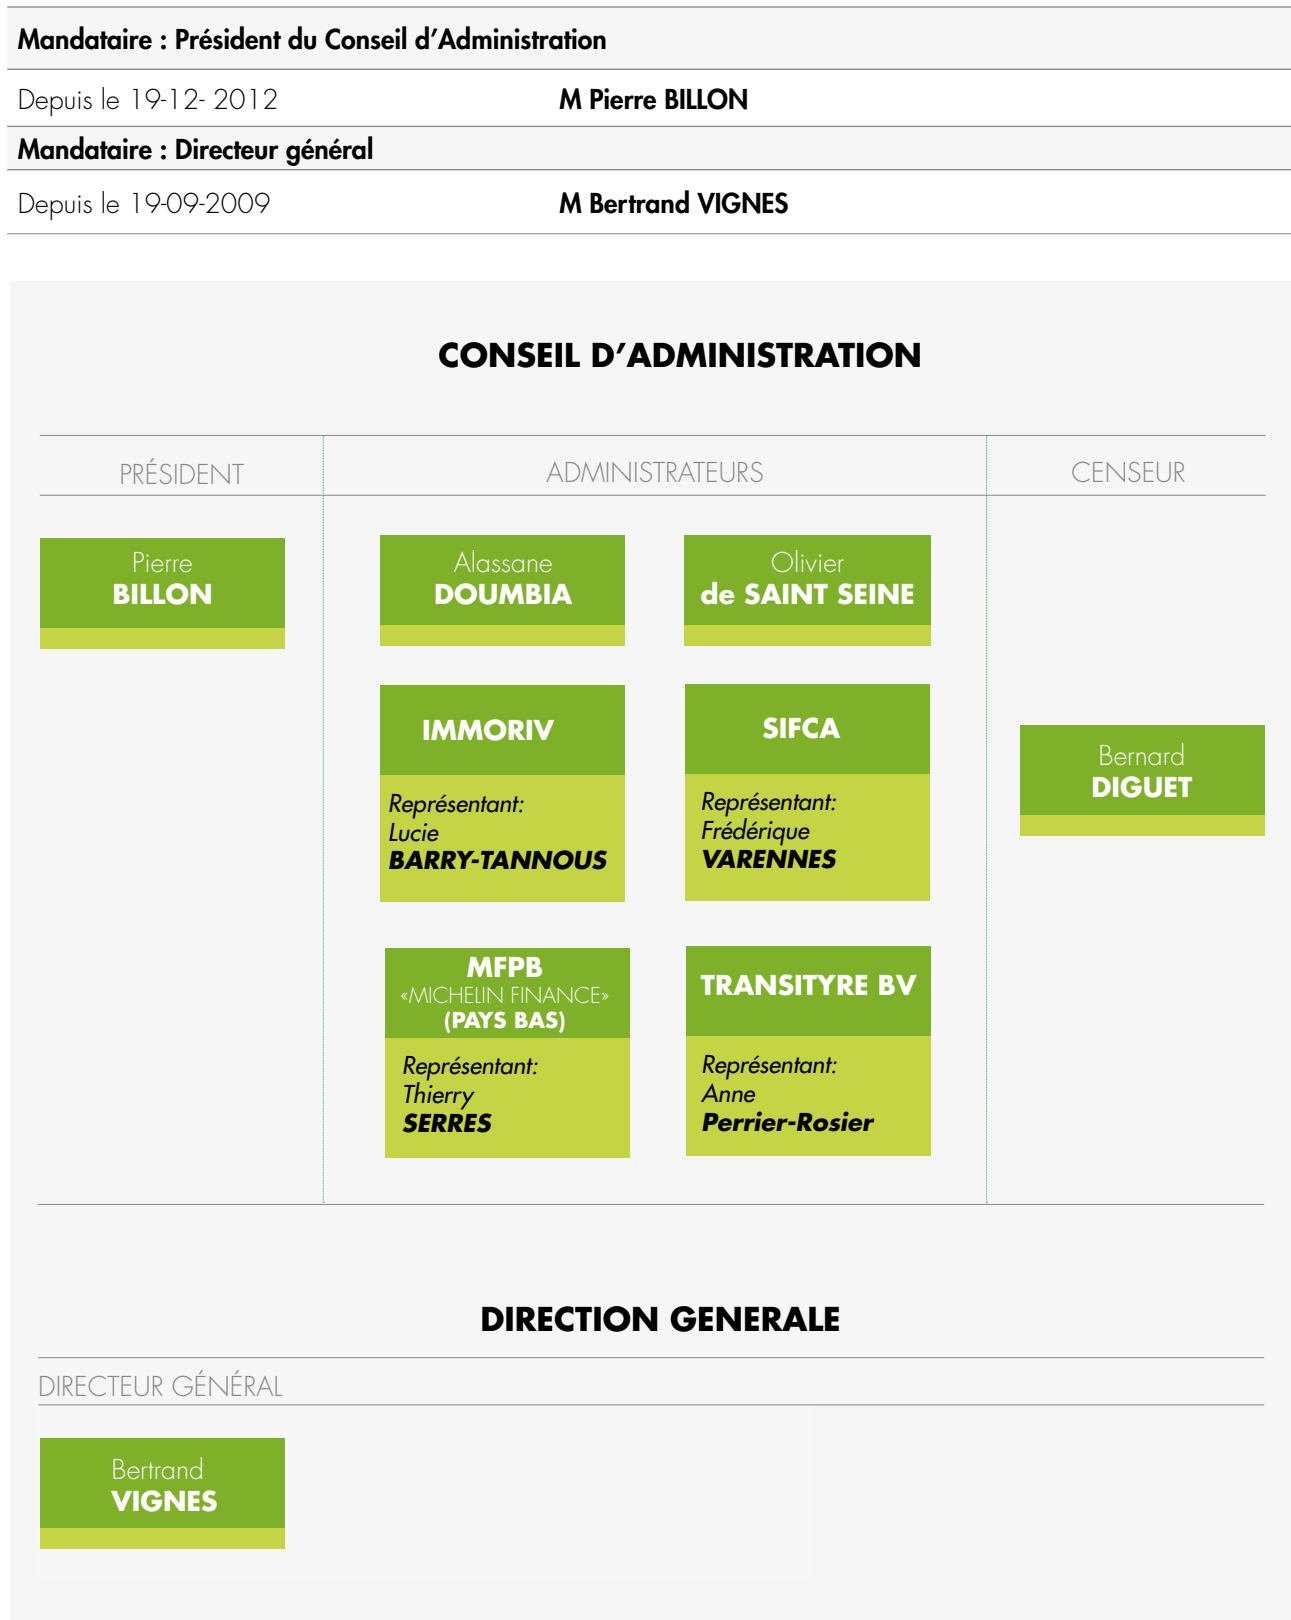 Mandataire : Président du Conseil d’Administration
Depuis le 19-12- 2012 M Pierre BILLON
Mandataire : Directeur général
Depuis le 19-09-2009 M Bertrand VIGNES
CONSEIL D’ADMINISTRATION
PRÉSIDENT ADMINISTRATEURS CENSEUR
Pierre
BILLON
Alassane
DOUMBIA
Olivier
de SAINT SEINE
IMMORIV
Représentant:
Lucie
BARRY-TANNOUS
SIFCA
Représentant:
Frédérique
VARENNES
Bernard
DIGUET
MFPB
«MICHELIN FINANCE»
(PAYS BAS)
Représentant:
Thierry
SERRES
TRANSITYRE BV
Représentant:
Anne
Perrier-Rosier
DIRECTION GENERALE
DIRECTEUR GÉNÉRAL
Bertrand
VIGNES